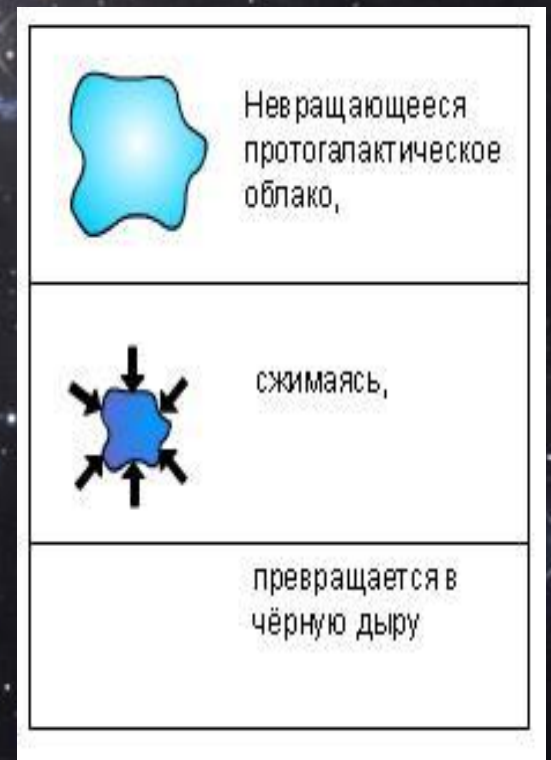 Невращающееся
протогалактическое
облако,
сжимаясь,
превращается в
чёрную дыру